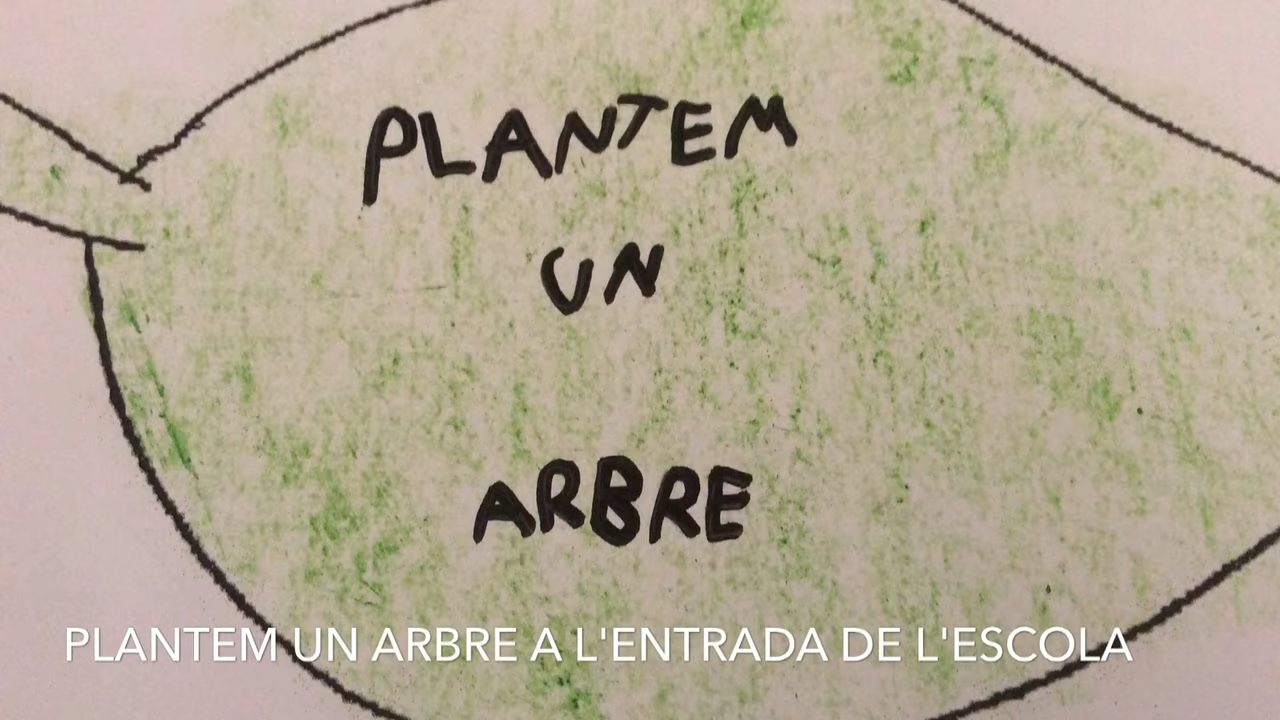 PLANTEM
UN
ARBRE
PLANTEM UN ARBRE A L'ENTRADA DE L'ESCOLA